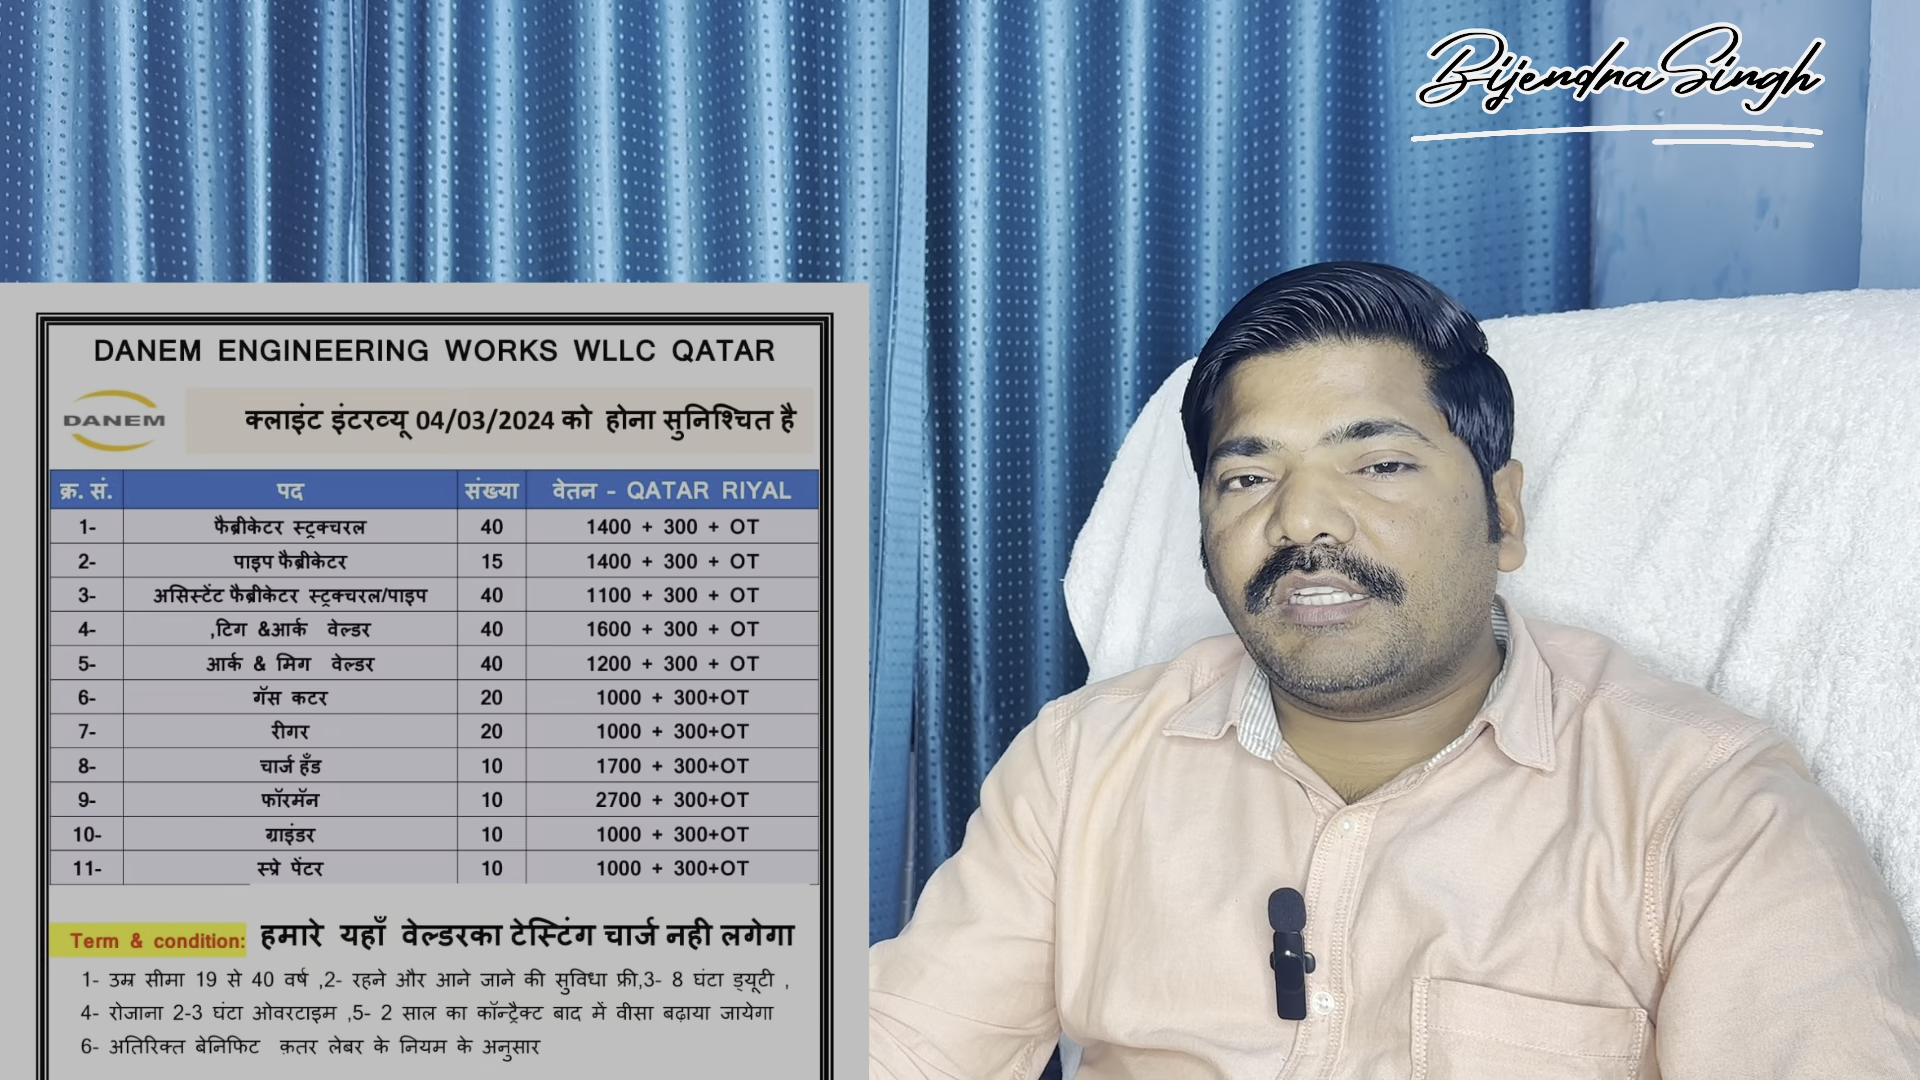 Bijendra Singh
DANEM ENGINEERING WORKS WLLC QATAR
DANEM
क्लाइंट इंटरव्यू 04/03/2024 को होना सुनिश्चित है
क्र. सं. पद संख्या वेतन - QATAR RIYAL
1- फैब्रीकेटर स्ट्रक्चरल 40 1400 + 300 + OT
2- पाइप फैब्रीकेटर 15 1400 + 300 + OT
3- असिस्टेंट फैब्रीकेटर स्ट्रक्चरल/पाइप 40 1100 + 300 + OT
4- ,टिग &आर्क वेल्डर 40 1600 + 300 + OT
5- आर्क & मिग वेल्डर 40 1200 + 300 + OT
6- गॅस कटर 20 1000 + 300+OT
7- रीगर 20 1000 + 300+OT
8- चार्ज हँड 10 1700 + 300+OT
9- फॉरमॅन 10 2700 + 300+OT
10- ग्राइंडर 10 1000 + 300+OT
11- स्प्रे पेंटर 10 1000 + 300+OT
Term & condition: हमारे यहाँ वेल्डरका टेस्टिंग चार्ज नही लगेगा
1- उम्र सीमा 19 से 40 वर्ष ,2- रहने और आने जाने की सुविधा फ्री,3- 8 घंटा ड्यूटी ,
4- रोजाना 2-3 घंटा ओवरटाइम ,5- 2 साल का कॉन्ट्रैक्ट बाद में वीसा बढ़ाया जायेगा
6- अतिरिक्त बेनिफिट क़तर लेबर के नियम के अनुसार